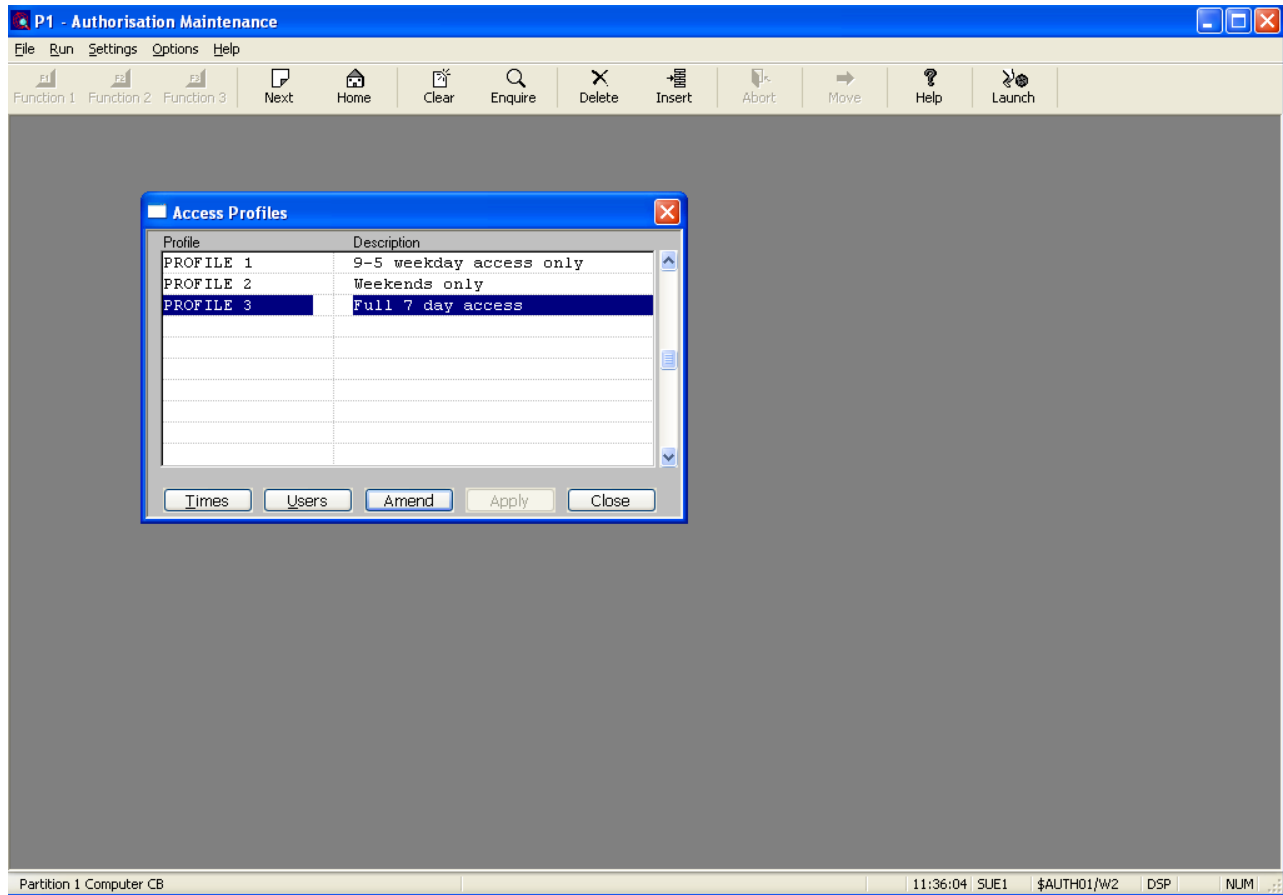 P1 - Authorisation Maintenance
File Run Settings Options Help
F1 F2 F3
Function 1 Function 2 Function 3 Next Home Clear Enquire Delete Insert Abort Move Help Launch
Access Profiles
Profile Description
PROFILE 1 9-5 weekday access only
PROFILE 2 Weekends only
PROFILE 3 Full 7 day access
Times Users Amend Apply Close
Partition 1 Computer CB 11:36:04 SUE1 $AUTH01/W2 DSP NUM